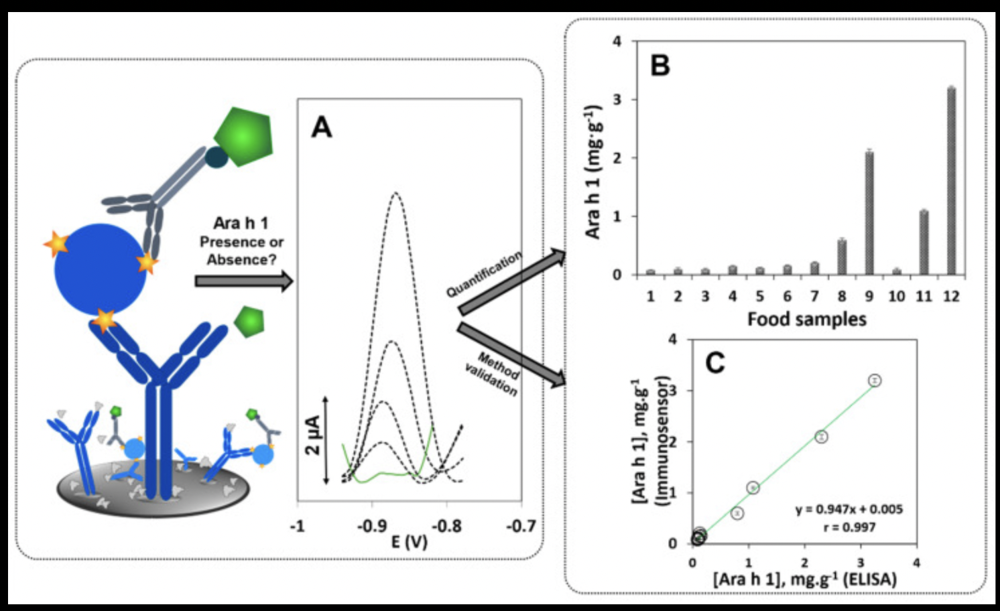 Ara h 1
Presence or
Absence?
A
2 µA
-1
-0.9
-0.8
-0.7
E (V)
Quantification
Method
validation
B
Ara h 1 (mg·g-1)
4
3
2
1
0
1 2 3 4 5 6 7 8 9 10 11 12
Food samples
C
[Ara h 1], mg.g-1
(Immunosensor)
4
3
2
1
0
y = 0.947x + 0.005
r = 0.997
0 1 2 3 4
[Ara h 1], mg.g-1 (ELISA)